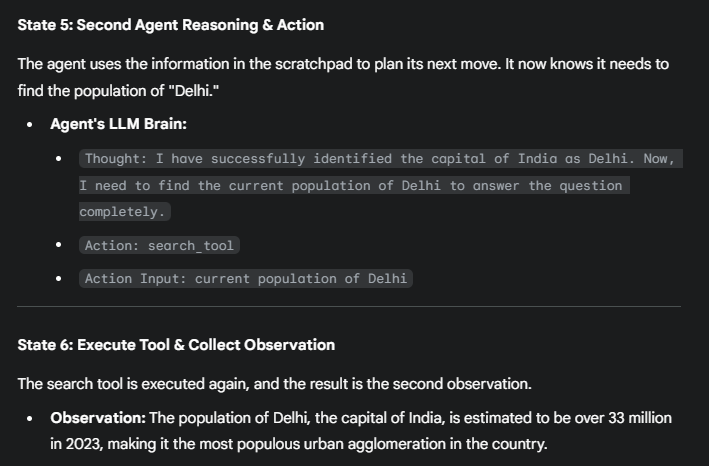 State 5: Second Agent Reasoning & Action
The agent uses the information in the scratchpad to plan its next move. It now knows it needs to
find the population of "Delhi."
• Agent's LLM Brain:
• Thought: I have successfully identified the capital of India as Delhi. Now,
I need to find the current population of Delhi to answer the question
completely.
• Action: search_tool
• Action Input: current population of Delhi
State 6: Execute Tool & Collect Observation
The search tool is executed again, and the result is the second observation.
• Observation: The population of Delhi, the capital of India, is estimated to be over 33 million
in 2023, making it the most populous urban agglomeration in the country.